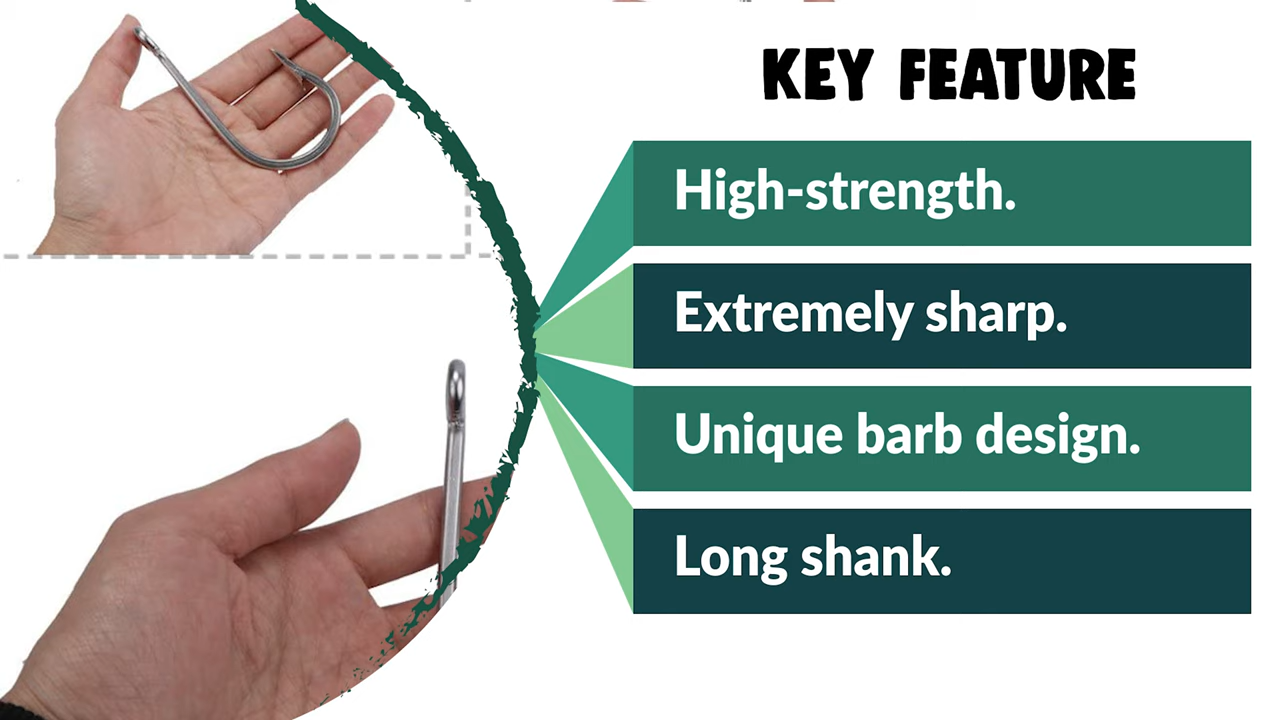 KEY FEATURE
High-strength.
Extremely sharp.
Unique barb design.
Long shank.